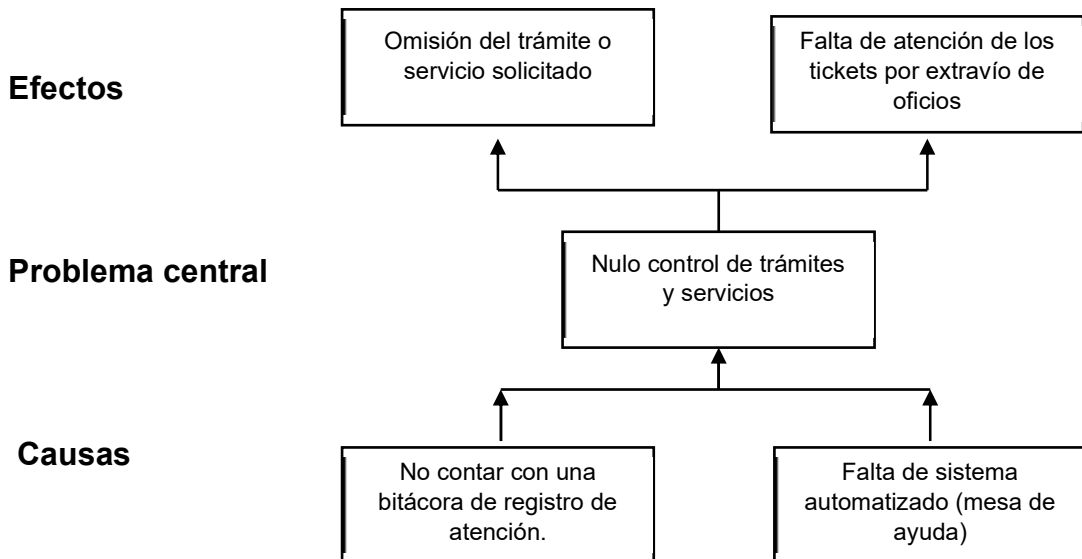 Efectos
Omisión del trámite o
servicio solicitado
Falta de atención de los
tickets por extravío de
oficios
Problema central
Nulo control de trámites
y servicios
Causas
No contar con una
bitácora de registro de
atención.
Falta de sistema
automatizado (mesa de
ayuda)